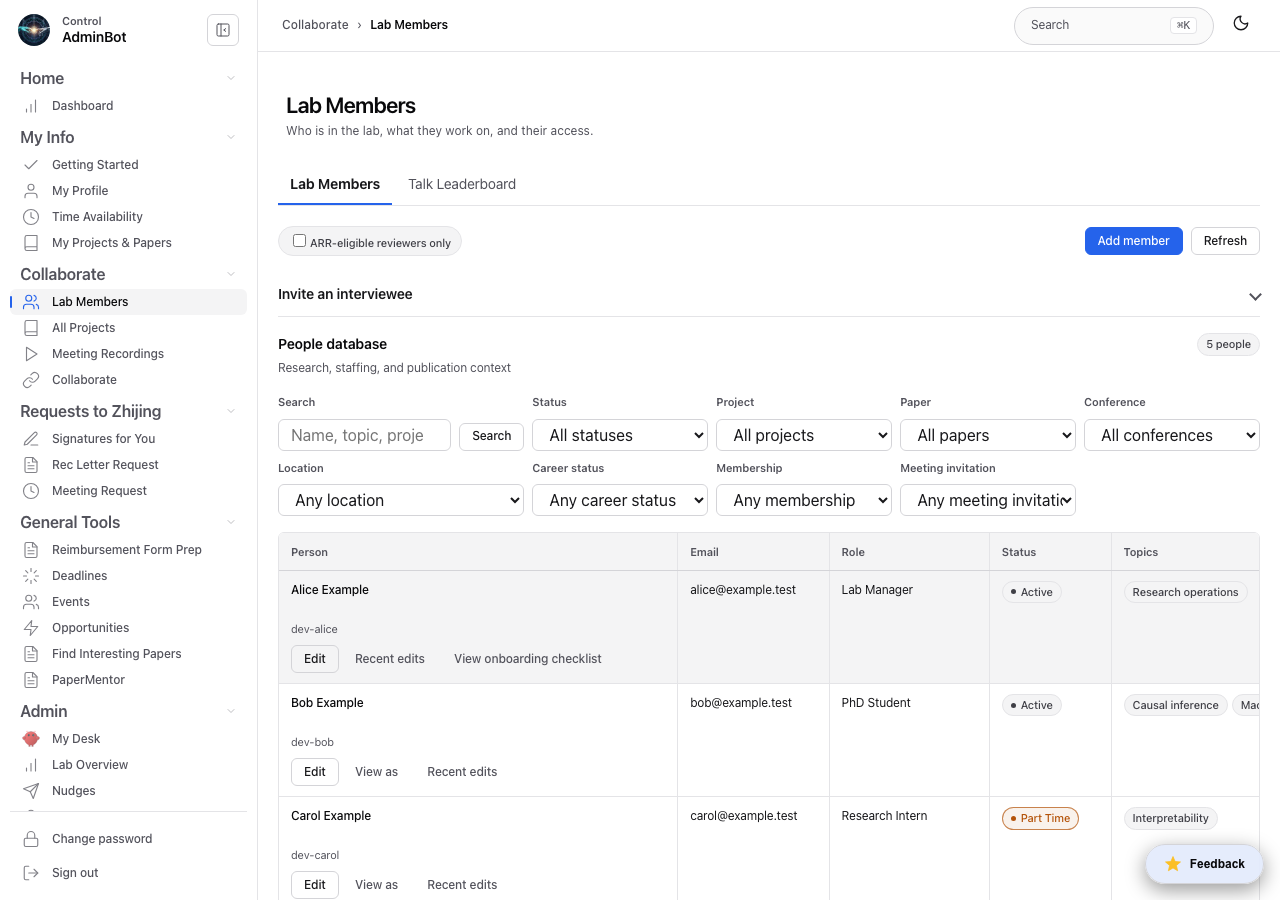 Control
AdminBot
Home
Dashboard
My Info
Getting Started
My Profile
Time Availability
My Projects & Papers
Collaborate
Lab Members
All Projects
Meeting Recordings
Collaborate
Requests to Zhijing
Signatures for You
Rec Letter Request
Meeting Request
General Tools
Reimbursement Form Prep
Deadlines
Events
Opportunities
Find Interesting Papers
PaperMentor
Admin
My Desk
Lab Overview
Nudges
Change password
Sign out
Collaborate › Lab Members
Search ⌘K
Lab Members
Who is in the lab, what they work on, and their access.
Lab Members Talk Leaderboard
ARR-eligible reviewers only Add member Refresh
Invite an interviewee
People database 5 people
Research, staffing, and publication context
Search Status Project Paper Conference
Name, topic, proje Search All statuses All projects All papers All conferences
Location Career status Membership Meeting invitation
Any location Any career status Any membership Any meeting invitatio
Person Email Role Status Topics
Alice Example alice@example.test Lab Manager Active Research operations
dev-alice
Edit Recent edits View onboarding checklist
Bob Example bob@example.test PhD Student Active Causal inference Mac
dev-bob
Edit View as Recent edits
Carol Example carol@example.test Research Intern Part Time Interpretability
dev-carol
Edit View as Recent edits
Feedback